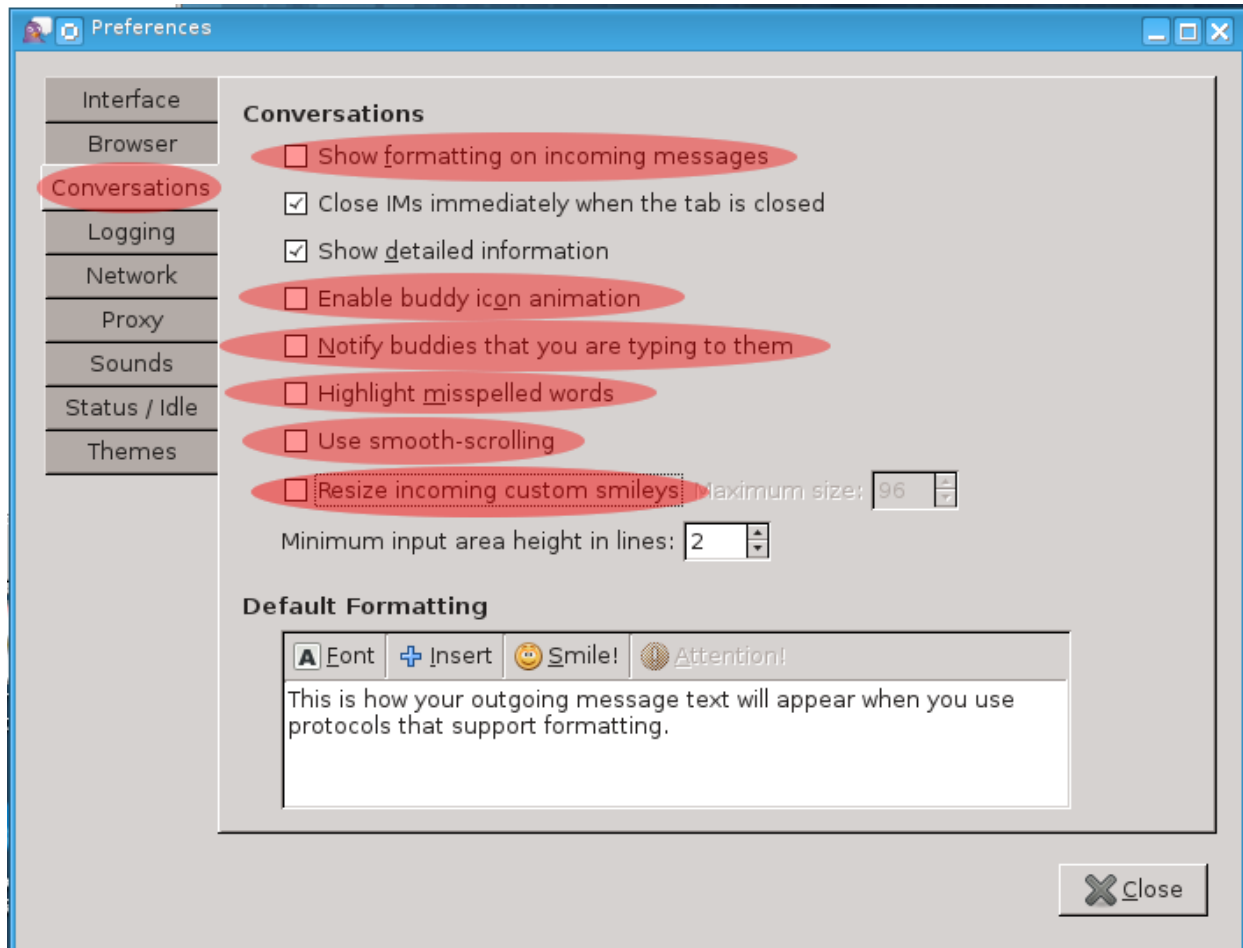 Preferences
Interface
Browser
Conversations
Logging
Network
Proxy
Sounds
Status / Idle
Themes
Conversations
Show formatting on incoming messages
Close IMs immediately when the tab is closed
Show detailed information
Enable buddy icon animation
Notify buddies that you are typing to them
Highlight misspelled words
Use smooth-scrolling
Resize incoming custom smileys Maximum size: 96
Minimum input area height in lines: 2
Default Formatting
A Font Insert Smile! Attention!
This is how your outgoing message text will appear when you use
protocols that support formatting.
Close